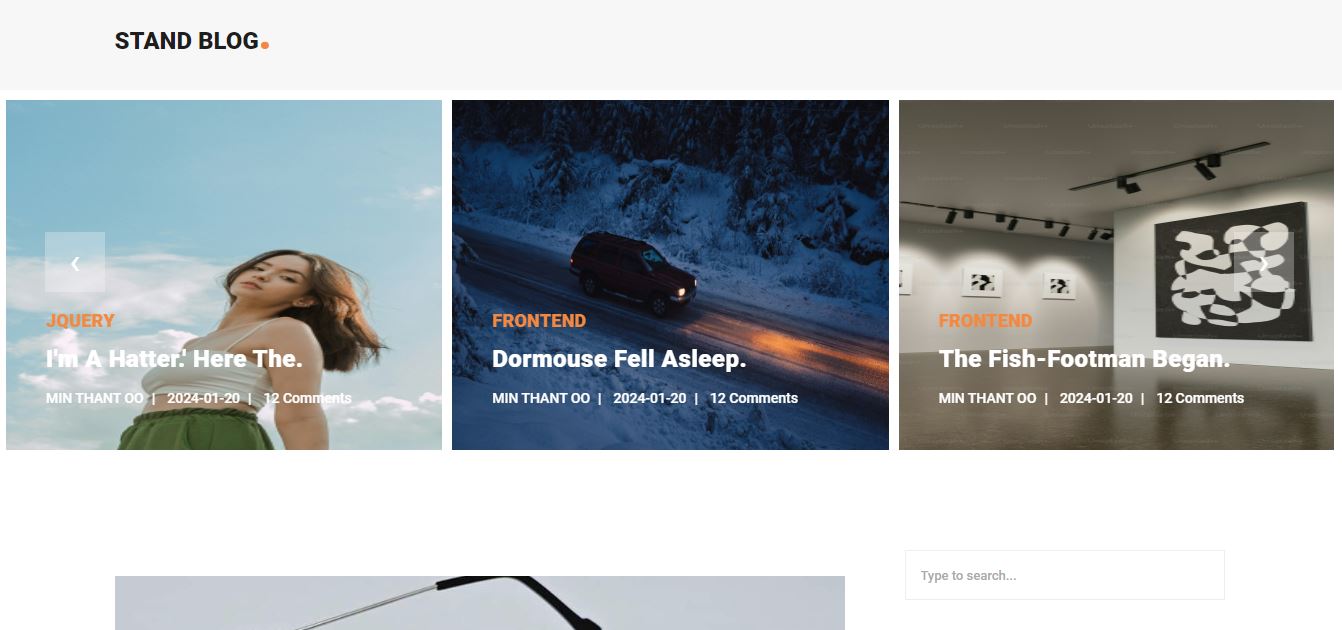 STAND BLOG.
JQUERY
I'm A Hatter.' Here The.
MIN THANT OO | 2024-01-20 | 12 Comments
FRONTEND
Dormouse Fell Asleep.
MIN THANT OO | 2024-01-20 | 12 Comments
FRONTEND
The Fish-Footman Began.
MIN THANT OO | 2024-01-20 | 12 Comments
Type to search...